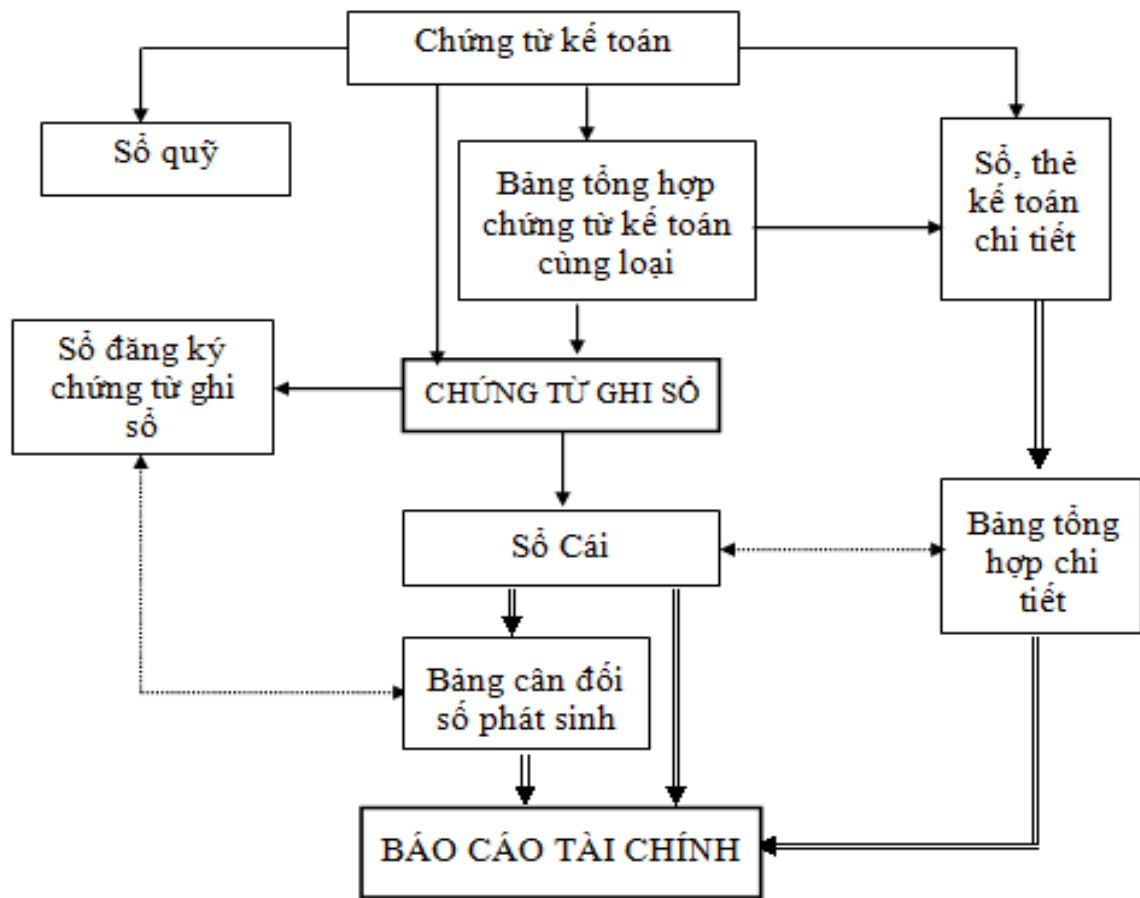 Chứng từ kế toán
Sổ quỹ
Bảng tổng hợp
chứng từ kế toán
cùng loại
Sổ, thẻ
kế toán
chi tiết
Sổ đăng ký
chứng từ ghi
sổ
CHỨNG TỪ GHI SỔ
Sổ Cái
Bảng tổng
hợp chi
tiết
Bảng cân đối
số phát sinh
BÁO CÁO TÀI CHÍNH